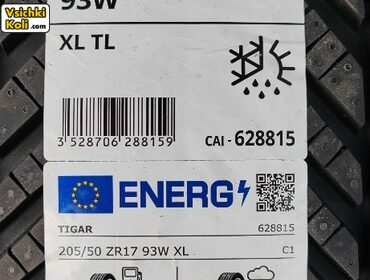 Vsichki
Koli.com
93W
XL TL
3 528706 288159
CAI - 628815
ENERG
TIGAR 628815
205/50 ZR17 93W XL C1